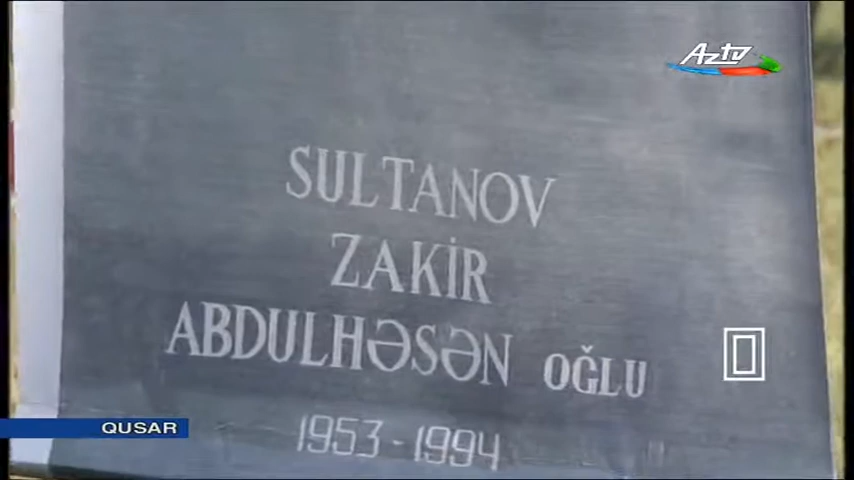 AzTV
SULTANOV
ZAKİR
ABDULHƏSƏN OĞLU
1953-1994
QUSAR